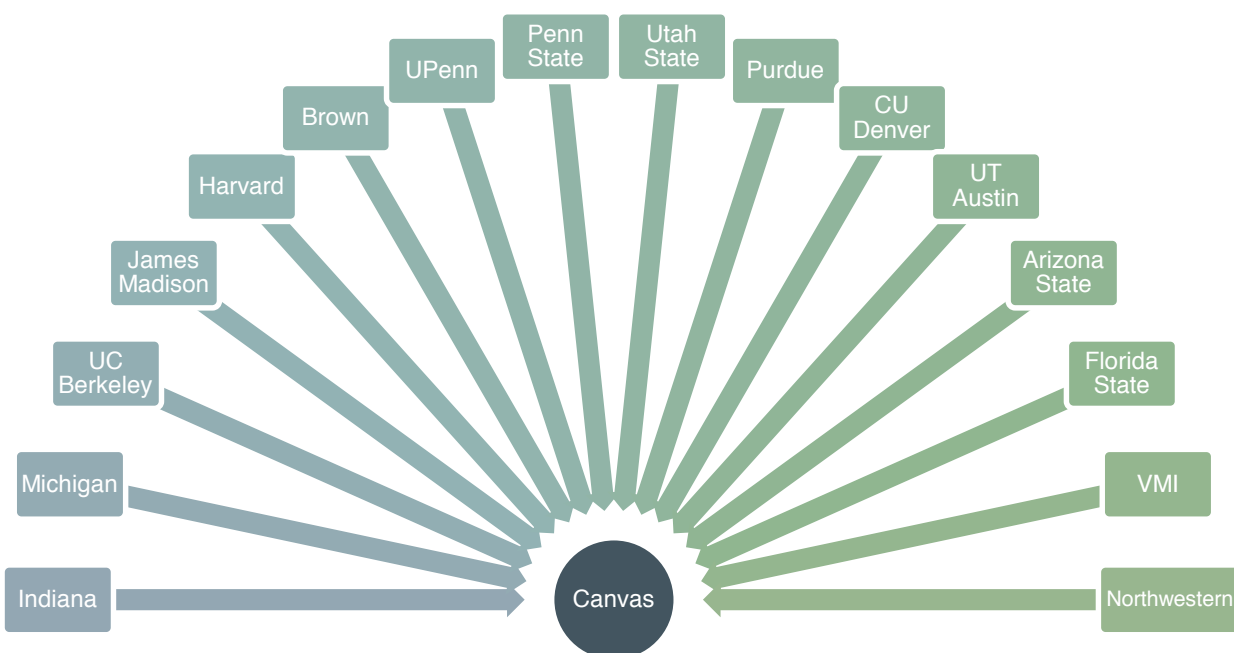 Penn
State
Utah
State
UPenn
Purdue
Brown
CU
Denver
Harvard
UT
Austin
James
Madison
Arizona
State
UC
Berkeley
Florida
State
Michigan
VMI
Indiana
Canvas
Northwestern